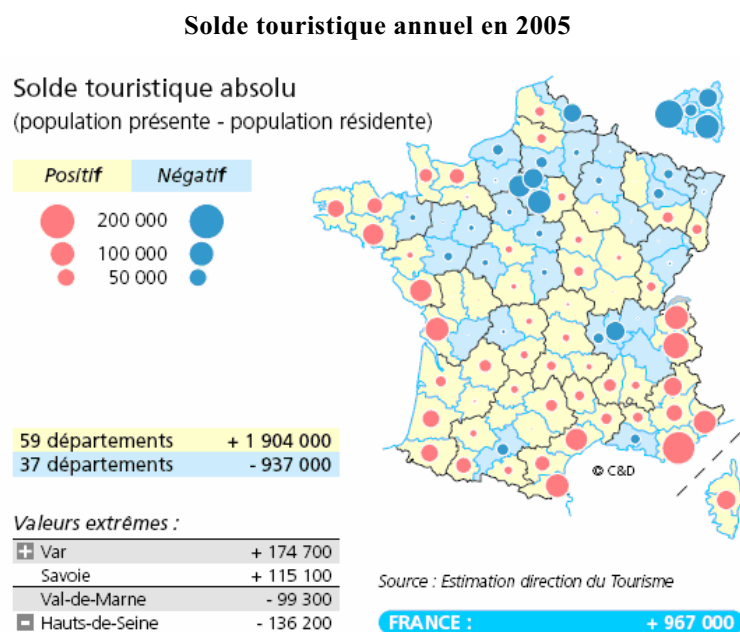 Solde touristique annuel en 2005
Solde touristique absolu
(population présente - population résidente)
Positif Négatif
200 000
100 000
50 000
59 départements + 1 904 000
37 départements - 937 000
© C&D
Valeurs extrêmes :
+ Var + 174 700
Savoie + 115 100
Val-de-Marne - 99 300
- Hauts-de-Seine - 136 200
Source : Estimation direction du Tourisme
FRANCE : + 967 000